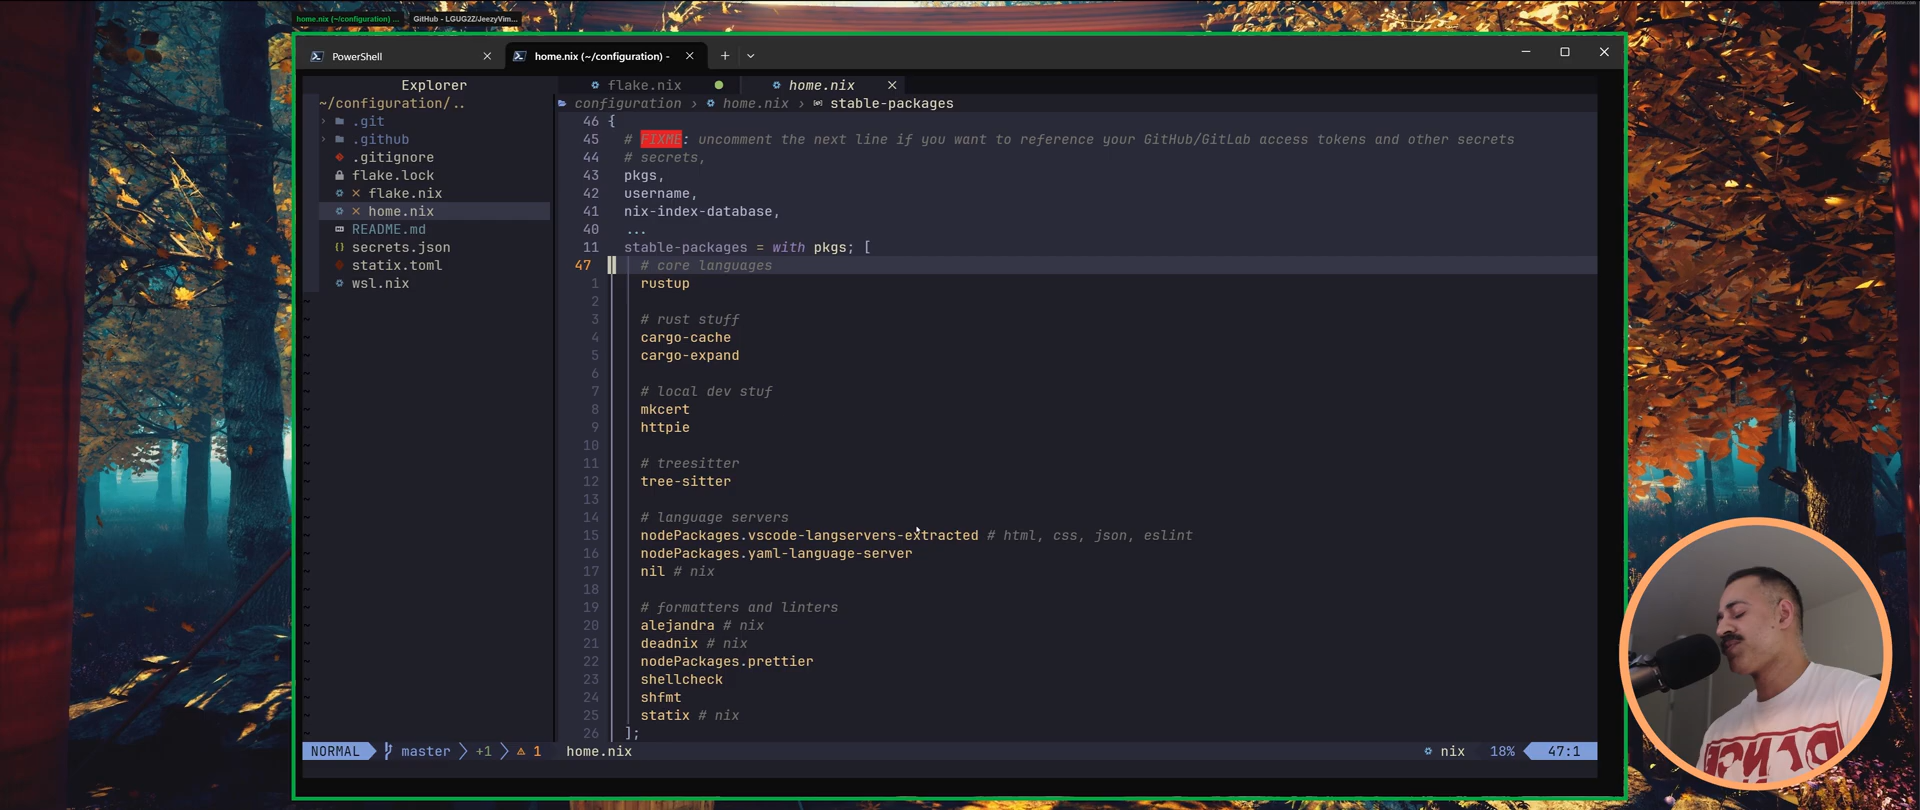 home.nix (~/configuration) ... GitHub - LGUG2Z/JeezyVim...
PowerShell home.nix (~/configuration) -
Explorer flake.nix home.nix
~/configuration/.. configuration › home.nix › stable-packages
.git
.github
.gitignore
flake.lock
flake.nix
home.nix
README.md
secrets.json
statix.toml
wsl.nix
46 {
45 # FIXME: uncomment the next line if you want to reference your GitHub/GitLab access tokens and other secrets
44 # secrets,
43 pkgs,
42 username,
41 nix-index-database,
40 ...
11 stable-packages = with pkgs; [
47 # core languages
1 rustup
2
3 # rust stuff
4 cargo-cache
5 cargo-expand
6
7 # local dev stuf
8 mkcert
9 httpie
10
11 # treesitter
12 tree-sitter
13
14 # language servers
15 nodePackages.vscode-langservers-extracted # html, css, json, eslint
16 nodePackages.yaml-language-server
17 nil # nix
18
19 # formatters and linters
20 alejandra # nix
21 deadnix # nix
22 nodePackages.prettier
23 shellcheck
24 shfmt
25 statix # nix
26 ];
NORMAL master +1 1 home.nix nix 18% 47:1